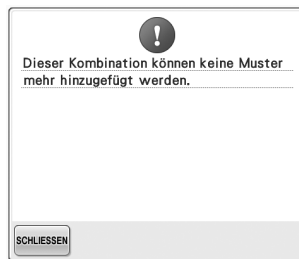 Dieser Kombination können keine Muster
mehr hinzugefügt werden.
SCHLIESSEN